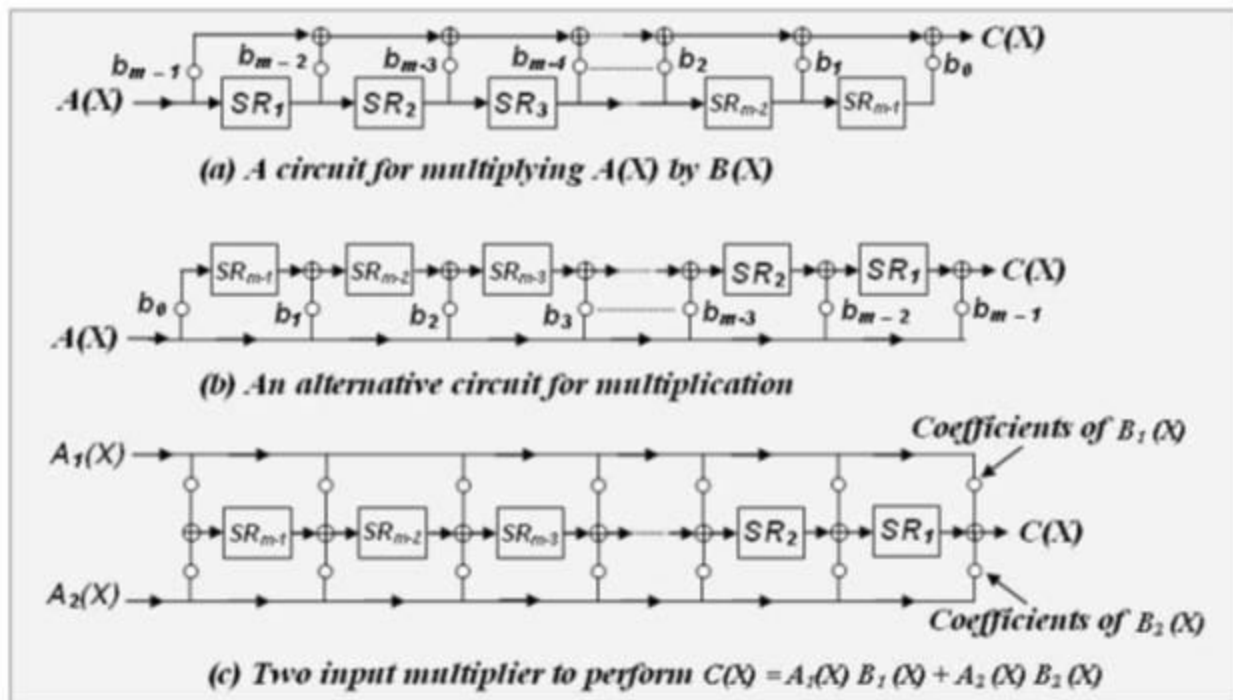 b_{m-1} b_{m-2} b_{m-3} b_{m-4} b_2 b_1 b_0 C(X)
A(X) SR_1 SR_2 SR_3 SR_{m-2} SR_{m-1}
(a) A circuit for multiplying A(X) by B(X)
SR_{m-1} SR_{m-2} SR_{m-3} SR_2 SR_1 C(X)
b_0 b_1 b_2 b_3 b_{m-3} b_{m-2} b_{m-1}
A(X)
(b) An alternative circuit for multiplication
Coefficients of B_1(X)
A_1(X)
SR_{m-1} SR_{m-2} SR_{m-3} SR_2 SR_1 C(X)
A_2(X)
Coefficients of B_2(X)
(c) Two input multiplier to perform C(X) = A_1(X) B_1(X) + A_2(X) B_2(X)